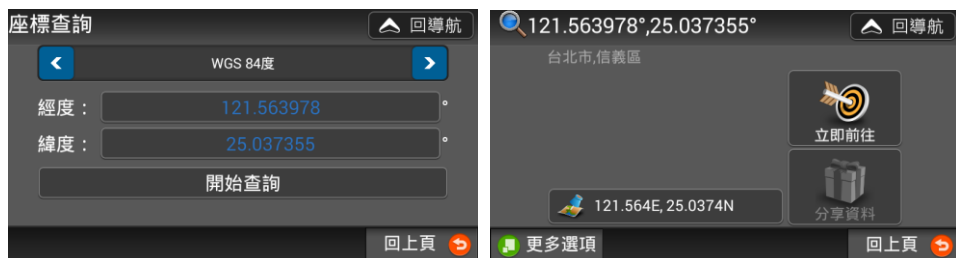 座標查詢
回導航
WGS 84度
經度：
121.563978
°
緯度：
25.037355
°
開始查詢
回上頁
121.563978°,25.037355°
回導航
台北市,信義區
立即前往
121.564E, 25.0374N
分享資料
更多選項
回上頁